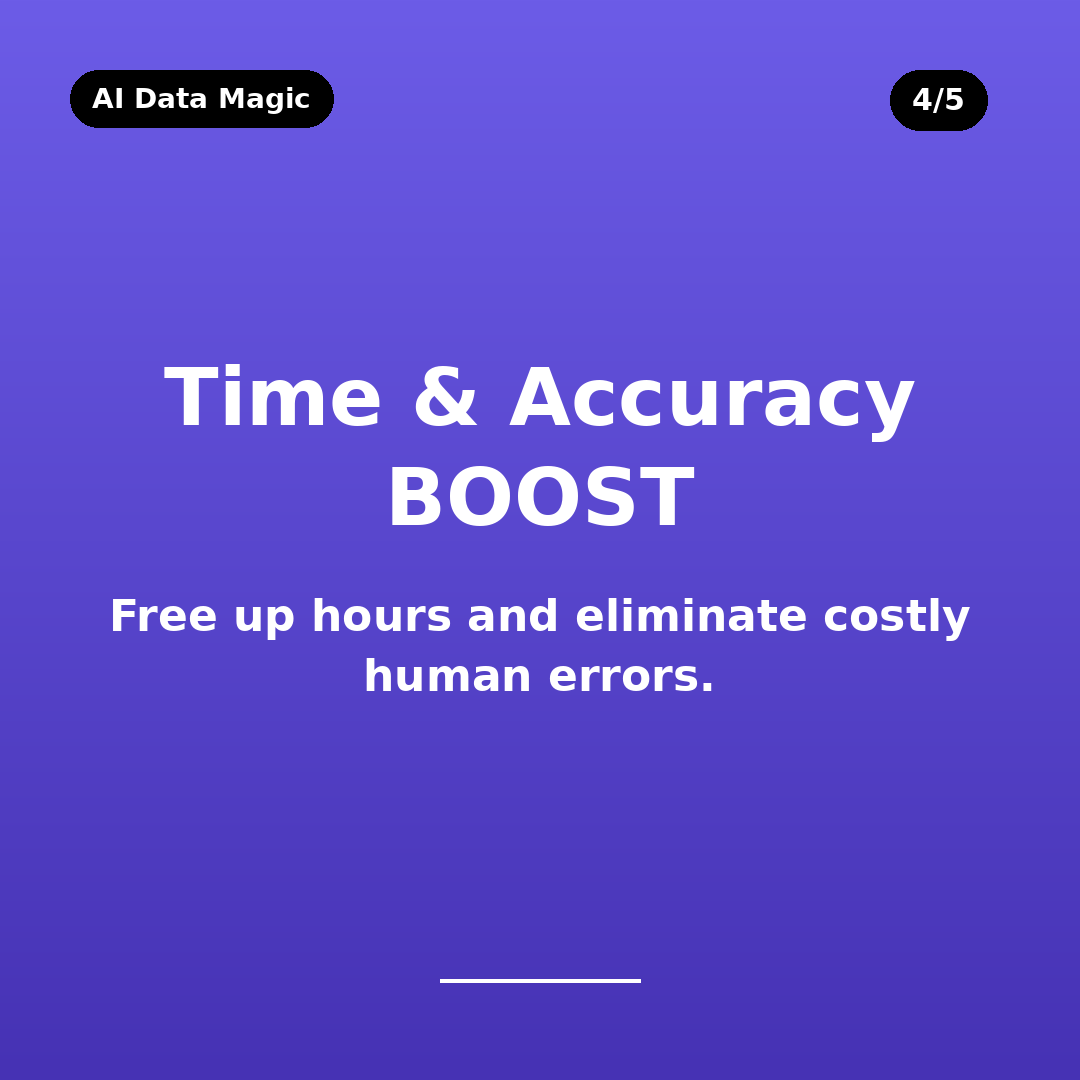 AI Data Magic
4/5
Time & Accuracy
BOOST
Free up hours and eliminate costly
human errors.